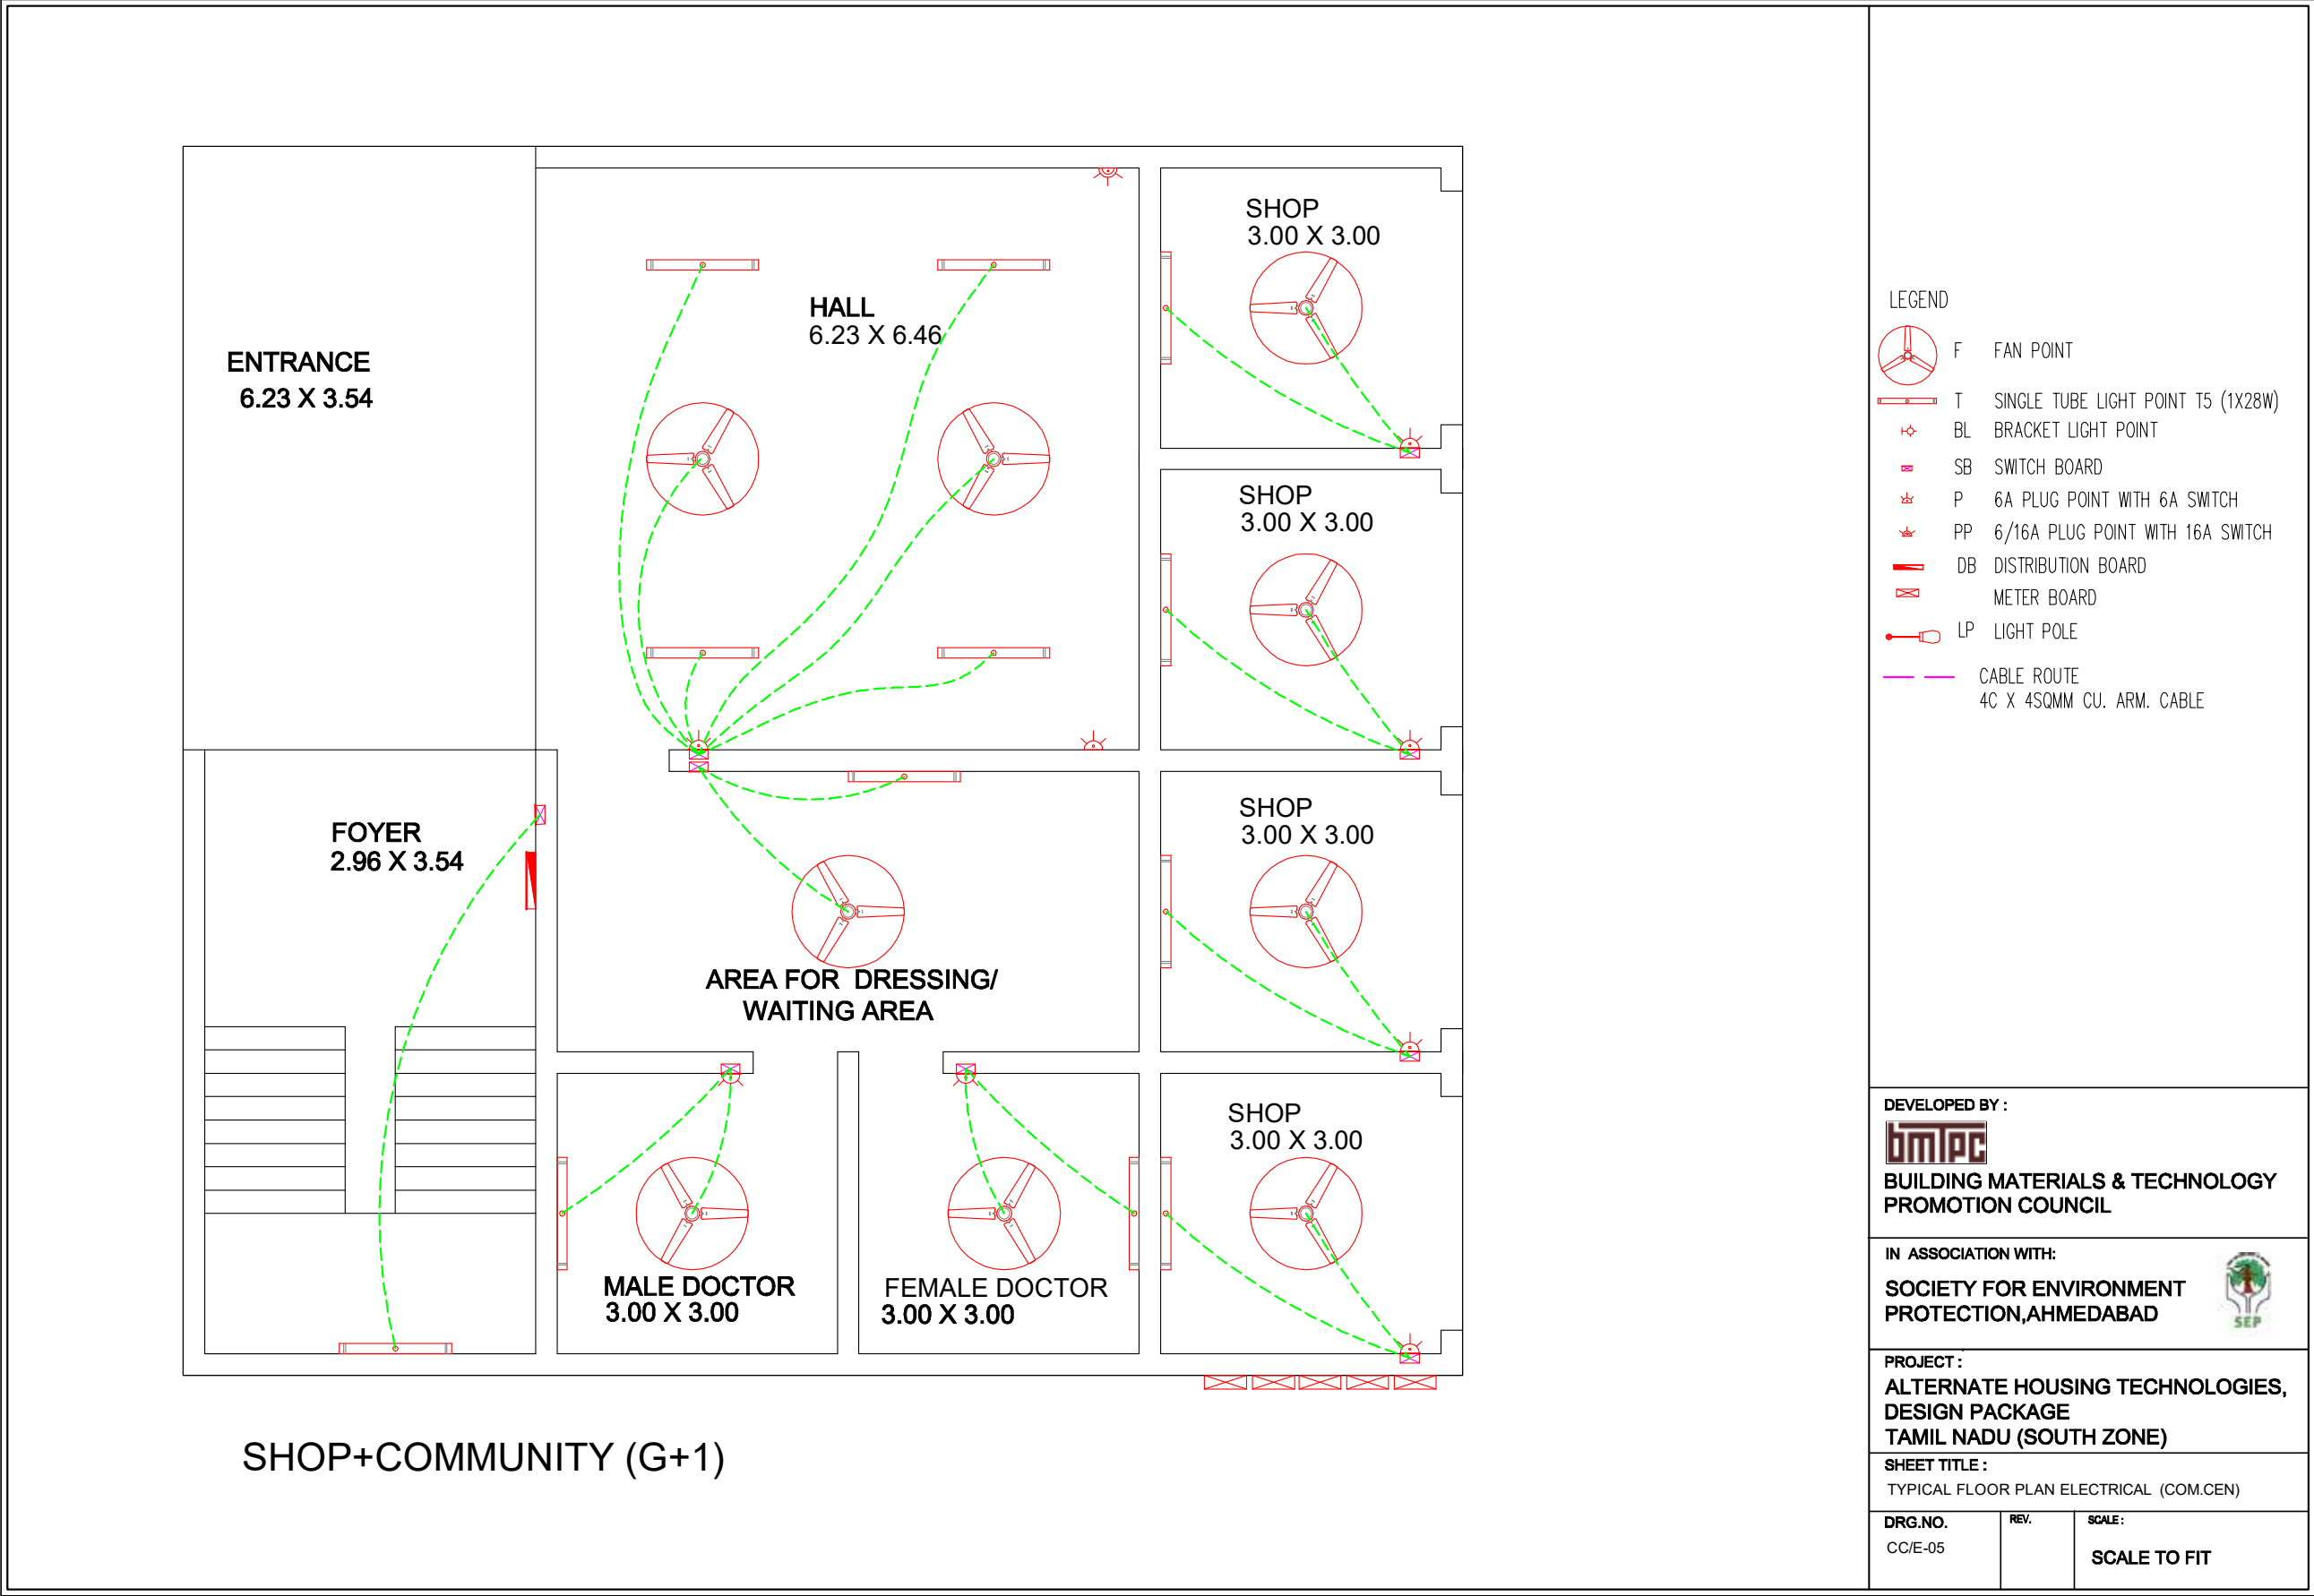 SHOP
3.00 X 3.00
HALL
6.23 X 6.46
ENTRANCE
6.23 X 3.54
SHOP
3.00 X 3.00
FOYER
2.96 X 3.54
SHOP
3.00 X 3.00
AREA FOR DRESSING/
WAITING AREA
SHOP
3.00 X 3.00
MALE DOCTOR
3.00 X 3.00
FEMALE DOCTOR
3.00 X 3.00
SHOP+COMMUNITY (G+1)
LEGEND
F FAN POINT
T SINGLE TUBE LIGHT POINT T5 (1X28W)
BL BRACKET LIGHT POINT
SB SWITCH BOARD
P 6A PLUG POINT WITH 6A SWITCH
PP 6/16A PLUG POINT WITH 16A SWITCH
DB DISTRIBUTION BOARD
METER BOARD
LP LIGHT POLE
CABLE ROUTE
4C X 4SQMM CU. ARM. CABLE
DEVELOPED BY :
bmTPC
BUILDING MATERIALS & TECHNOLOGY
PROMOTION COUNCIL
IN ASSOCIATION WITH:
SOCIETY FOR ENVIRONMENT
PROTECTION,AHMEDABAD
SEP
PROJECT :
ALTERNATE HOUSING TECHNOLOGIES,
DESIGN PACKAGE
TAMIL NADU (SOUTH ZONE)
SHEET TITLE :
TYPICAL FLOOR PLAN ELECTRICAL (COM.CEN)
DRG.NO.
CC/E-05
REV.
SCALE :
SCALE TO FIT